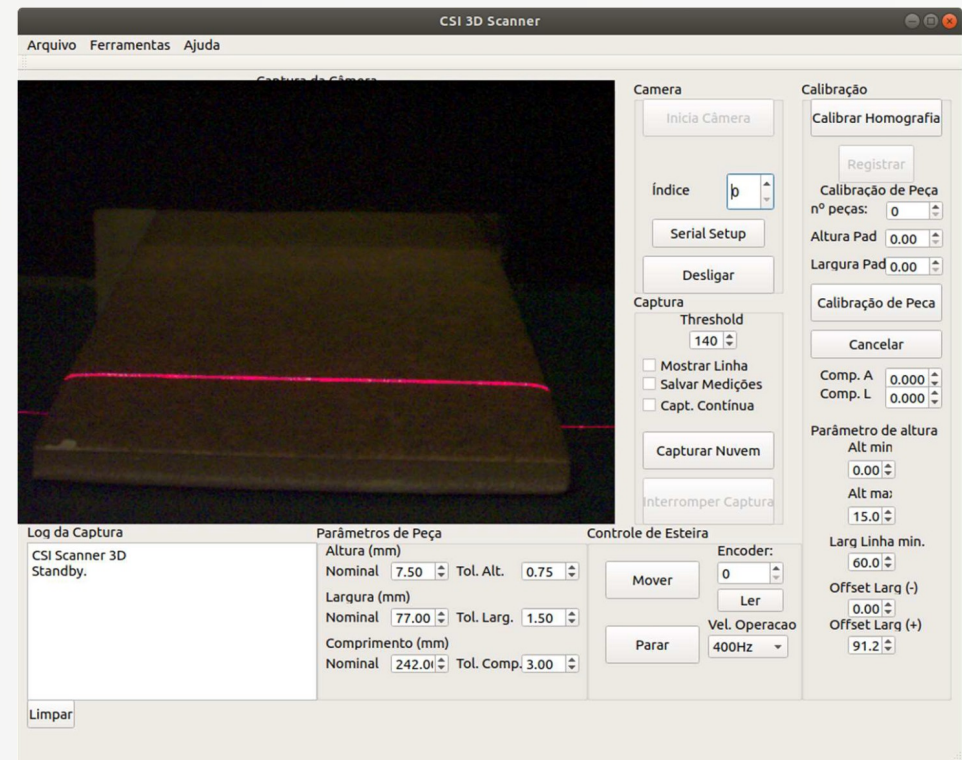 CSI 3D Scanner
Arquivo Ferramentas Ajuda
Captura da Câmera
Camera
Inicia Câmera
Índice 0
Serial Setup
Desligar
Captura
Threshold
140
Mostrar Linha
Salvar Medições
Capt. Contínua
Capturar Nuvem
Interromper Captura
Calibração
Calibrar Homografia
Registrar
Calibração de Peça
nº peças: 0
Altura Pad 0.00
Largura Pad 0.00
Calibração de Peca
Cancelar
Comp. A 0.000
Comp. L 0.000
Parâmetro de altura
Alt min
0.00
Alt max
15.0
Larg Linha min.
60.0
Offset Larg (-)
0.00
Offset Larg (+)
91.2
Log da Captura
CSI Scanner 3D
Standby.
Limpar
Parâmetros de Peça
Altura (mm)
Nominal 7.50 Tol. Alt. 0.75
Largura (mm)
Nominal 77.00 Tol. Larg. 1.50
Comprimento (mm)
Nominal 242.0 Tol. Comp. 3.00
Controle de Esteira
Mover
Parar
Encoder:
0
Ler
Vel. Operacao
400Hz